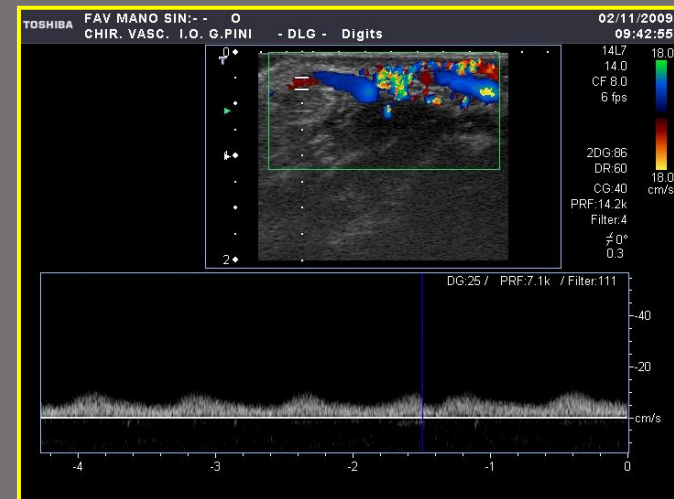 TOSHIBA FAV MANO SIN:- - O 02/11/2009
CHIR. VASC. I.O. G.PINI - DLG - Digits 09:42:55
14L7 18.0
14.0
CF 8.0
6 fps
2DG:86
DR:60
CG:40 18.0
PRF:14.2k cm/s
Filter:4
0°
0.3
0
1
2
DG:25 / PRF:7.1k / Filter:111
-40
-20
cm/s
-4 -3 -2 -1 0